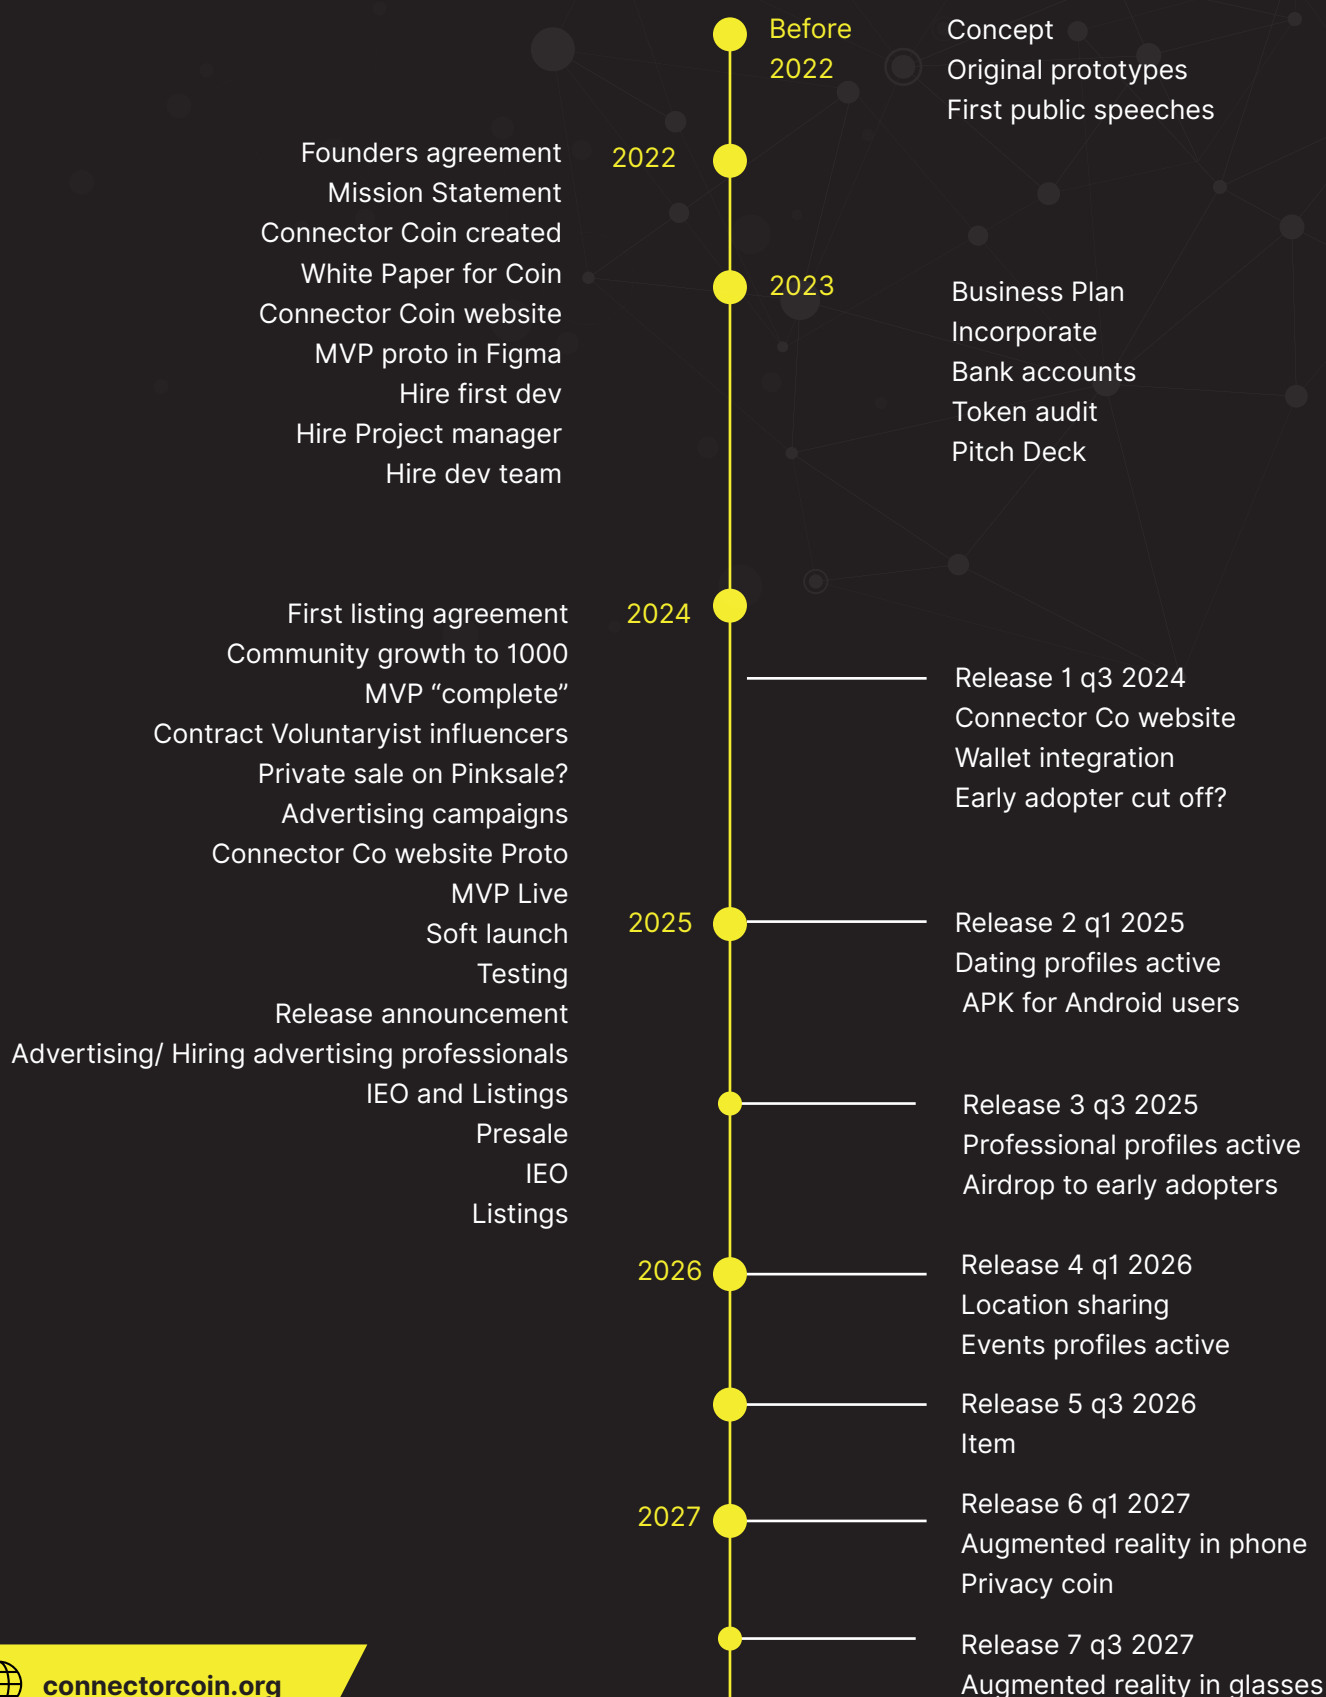 Before
2022
Concept
Original prototypes
First public speeches
2022
Founders agreement
Mission Statement
Connector Coin created
White Paper for Coin
Connector Coin website
MVP proto in Figma
Hire first dev
Hire Project manager
Hire dev team
2023
Business Plan
Incorporate
Bank accounts
Token audit
Pitch Deck
2024
First listing agreement
Community growth to 1000
MVP “complete”
Contract Voluntaryist influencers
Private sale on Pinksale?
Advertising campaigns
Connector Co website Proto
MVP Live
Soft launch
Testing
Release announcement
Advertising/ Hiring advertising professionals
IEO and Listings
Presale
IEO
Listings
Release 1 q3 2024
Connector Co website
Wallet integration
Early adopter cut off?
2025
Release 2 q1 2025
Dating profiles active
APK for Android users
Release 3 q3 2025
Professional profiles active
Airdrop to early adopters
2026
Release 4 q1 2026
Location sharing
Events profiles active
Release 5 q3 2026
Item
2027
Release 6 q1 2027
Augmented reality in phone
Privacy coin
Release 7 q3 2027
Augmented reality in glasses
connectorcoin.org